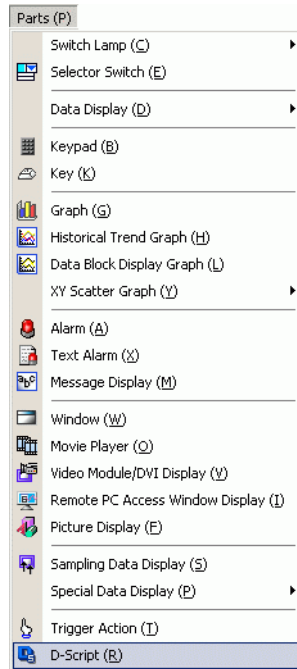 Parts (P)
Switch Lamp (C)
Selector Switch (E)
Data Display (D)
Keypad (B)
Key (K)
Graph (G)
Historical Trend Graph (H)
Data Block Display Graph (L)
XY Scatter Graph (Y)
Alarm (A)
Text Alarm (X)
Message Display (M)
Window (W)
Movie Player (O)
Video Module/DVI Display (V)
Remote PC Access Window Display (I)
Picture Display (F)
Sampling Data Display (S)
Special Data Display (P)
Trigger Action (T)
D-Script (R)